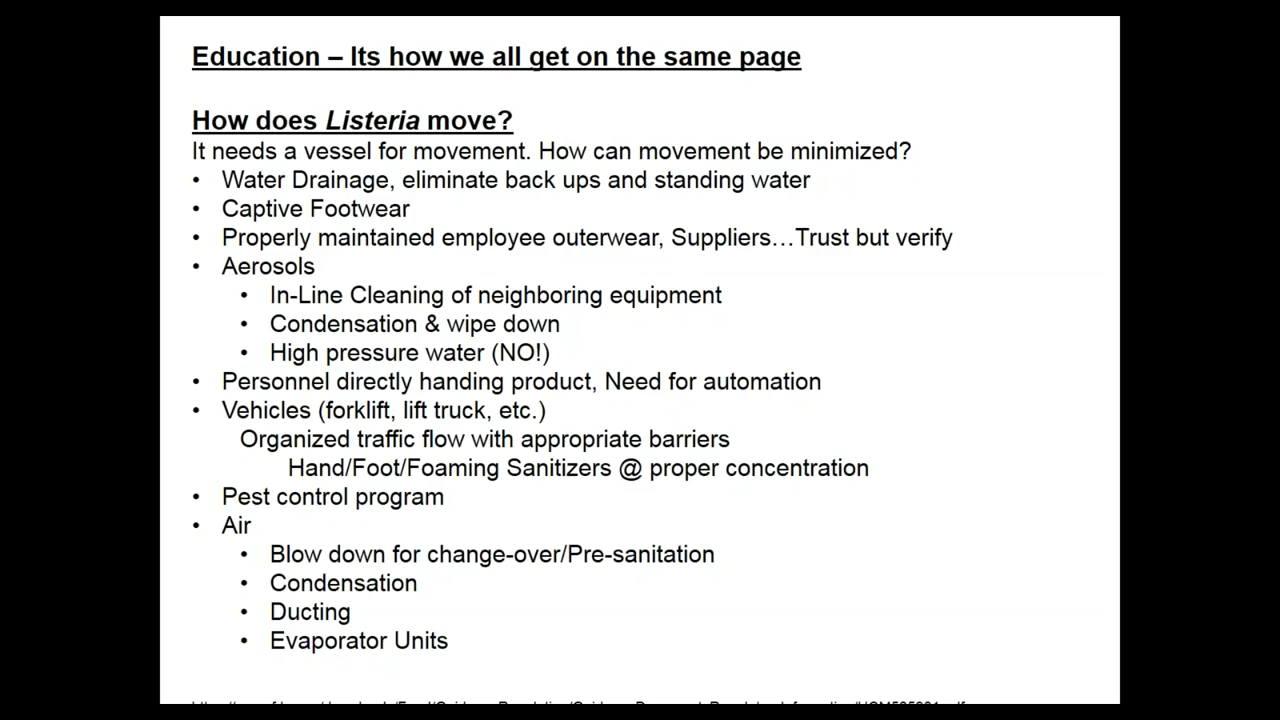 Education – Its how we all get on the same page
How does Listeria move?
It needs a vessel for movement. How can movement be minimized?
• Water Drainage, eliminate back ups and standing water
• Captive Footwear
• Properly maintained employee outerwear, Suppliers…Trust but verify
• Aerosols
• In-Line Cleaning of neighboring equipment
• Condensation & wipe down
• High pressure water (NO!)
• Personnel directly handing product, Need for automation
• Vehicles (forklift, lift truck, etc.)
Organized traffic flow with appropriate barriers
Hand/Foot/Foaming Sanitizers @ proper concentration
• Pest control program
• Air
• Blow down for change-over/Pre-sanitation
• Condensation
• Ducting
• Evaporator Units